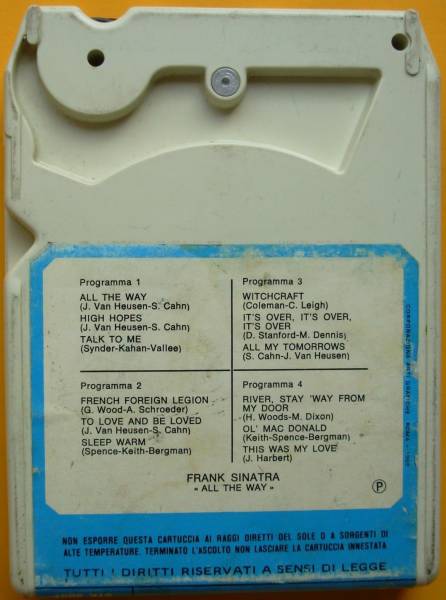 Programma 1
ALL THE WAY
(J. Van Heusen-S. Cahn)
HIGH HOPES
(J. Van Heusen-S. Cahn)
TALK TO ME
(Synder-Kahan-Vallee)
Programma 3
WITCHCRAFT
(Coleman-C. Leigh)
IT'S OVER, IT'S OVER,
IT'S OVER
(D. Stanford-M. Dennis)
ALL MY TOMORROWS
(S. Cahn-J. Van Heusen)
Programma 2
FRENCH FOREIGN LEGION
(G. Wood-A. Schroeder)
TO LOVE AND BE LOVED
(J. Van Heusen-S. Cahn)
SLEEP WARM
(Spence-Keith-Bergman)
Programma 4
RIVER, STAY 'WAY FROM
MY DOOR
(H. Woods-M. Dixon)
OL' MAC DONALD
(Keith-Spence-Bergman)
THIS WAS MY LOVE
(J. Harbert)
FRANK SINATRA
« ALL THE WAY »
P
NON ESPORRE QUESTA CARTUCCIA AI RAGGI DIRETTI DEL SOLE O A SORGENTI DI
ALTE TEMPERATURE. TERMINATO L'ASCOLTO NON LASCIARE LA CARTUCCIA INNESTATA
TUTTI I DIRITTI RISERVATI A SENSI DI LEGGE
CORPORAZIONE ARTI GRAFICHE - ROMA